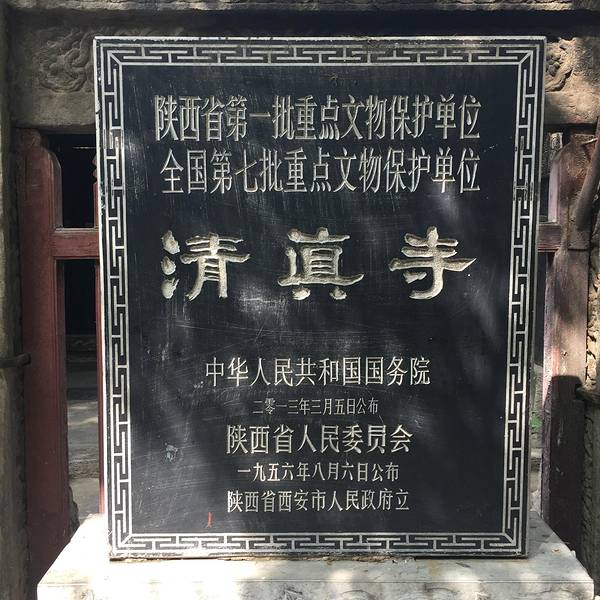 陕西省第一批重点文物保护单位
全国第七批重点文物保护单位
清真寺
中华人民共和国国务院
二零一三年三月五日公布
陕西省人民委员会
一九五六年八月六日公布
陕西省西安市人民政府立